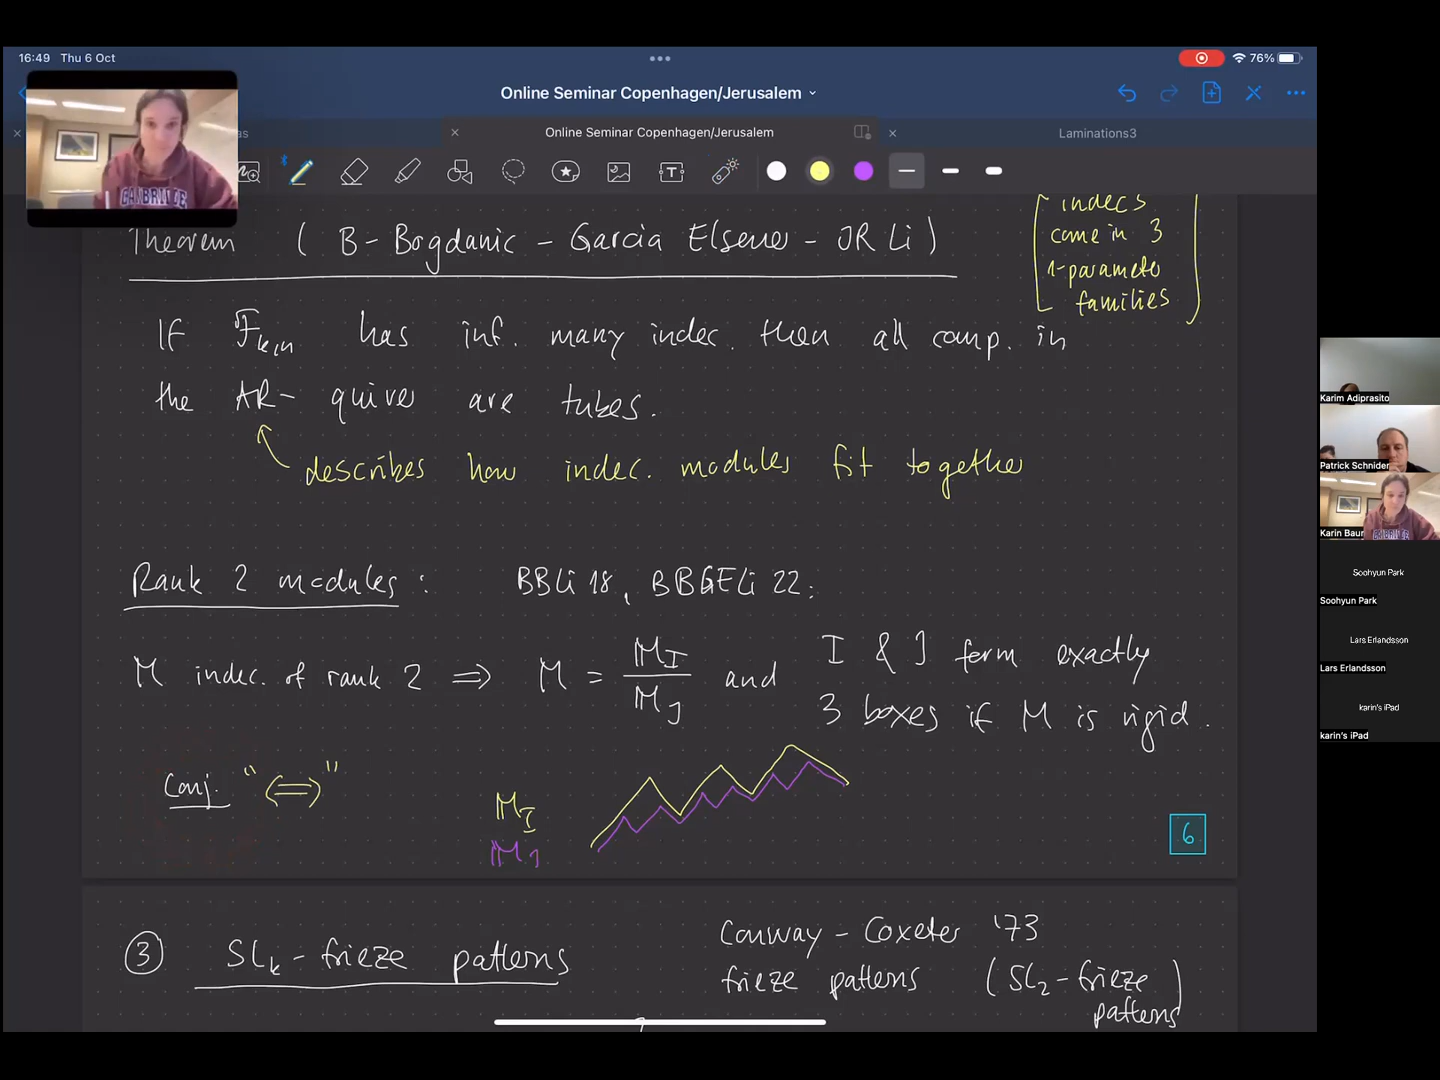 16:49 Thu 6 Oct
76%
Online Seminar Copenhagen/Jerusalem
as
Online Seminar Copenhagen/Jerusalem
Laminations3
CAMBRIDGE
indecs
come in 3
1-parameter
families
Theorem ( B - Bogdanic - Garcia Elsener - JR Li )
If F_{k,n} has inf. many indec. then all comp. in
the AR- quiver are tubes.
describes how indec. modules fit together
Rank 2 modules : BBLi 18, BBGELi 22:
M indec. of rank 2 ⟹ M = M_I / M_J and I & J form exactly
3 boxes if M is rigid.
Conj. "(⟺)"
M_I
M_J
6
③ SL_k - frieze patterns
Conway - Coxeter '73
frieze patterns (SL_2 - frieze
patterns)
Karim Adiprasito
Patrick Schnider
Karin Baur
Soohyun Park
Soohyun Park
Lars Erlandsson
Lars Erlandsson
karin's iPad
karin's iPad